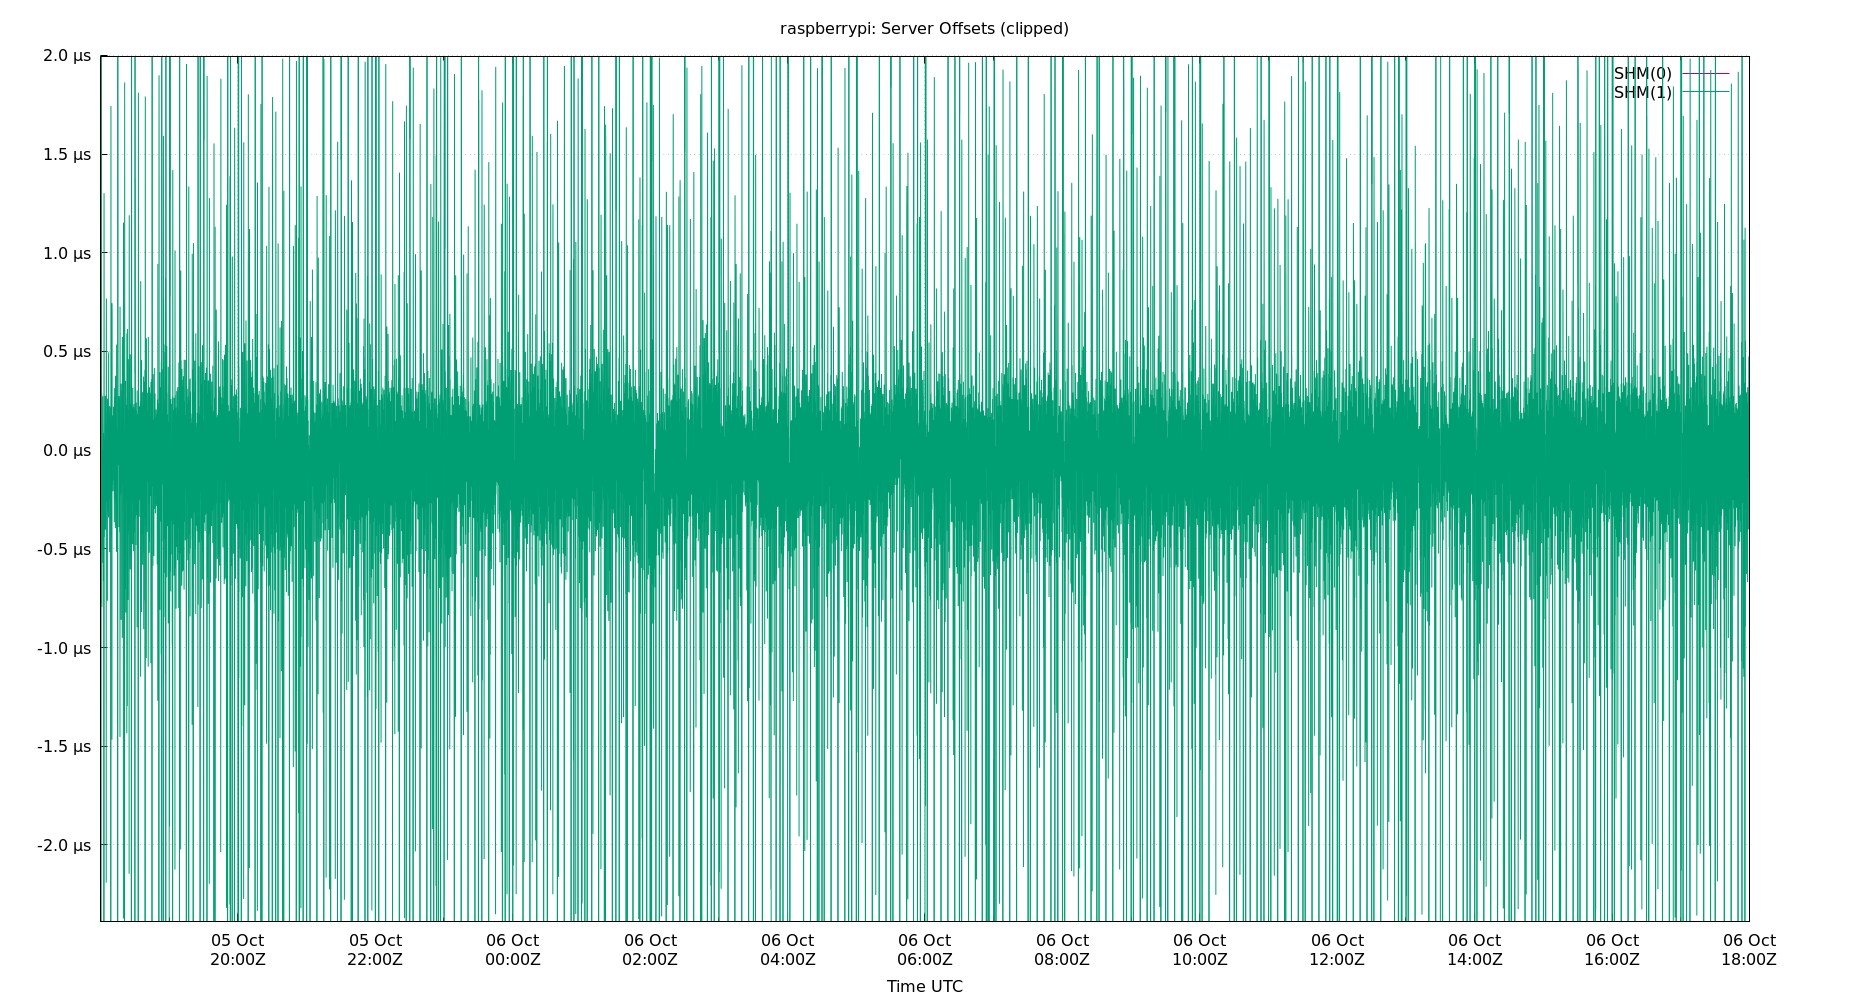 raspberrypi: Server Offsets (clipped)
2.0 µs
SHM(0)
SHM(1)
1.5 µs
1.0 µs
0.5 µs
0.0 µs
-0.5 µs
-1.0 µs
-1.5 µs
-2.0 µs
05 Oct 05 Oct 06 Oct 06 Oct 06 Oct 06 Oct 06 Oct 06 Oct 06 Oct 06 Oct 06 Oct 06 Oct
20:00Z 22:00Z 00:00Z 02:00Z 04:00Z 06:00Z 08:00Z 10:00Z 12:00Z 14:00Z 16:00Z 18:00Z
Time UTC